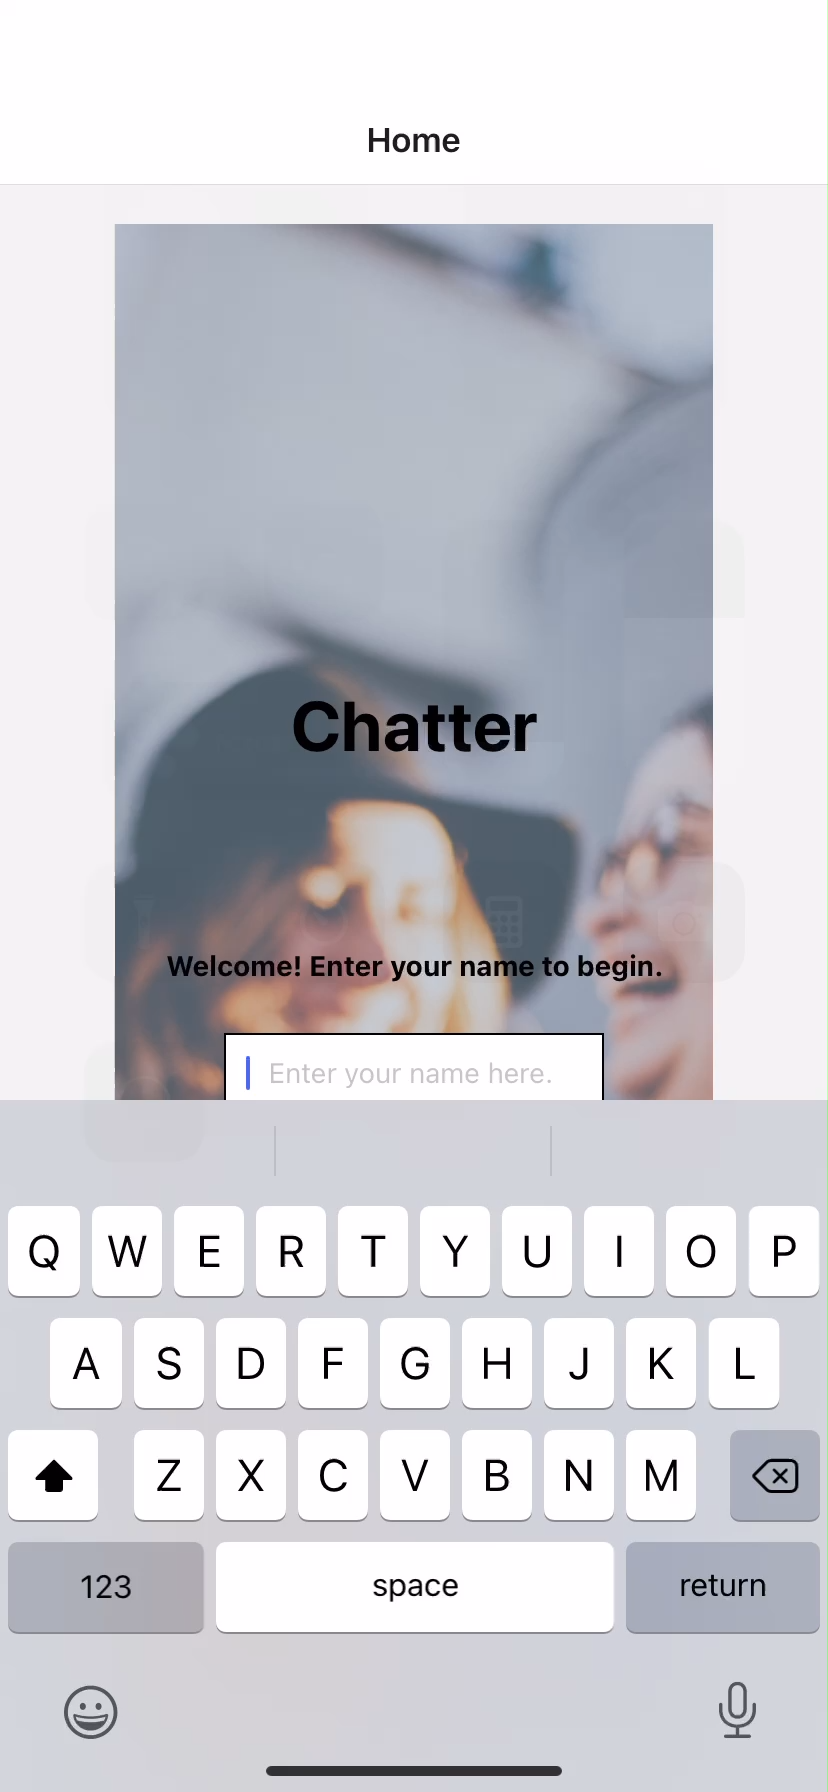 Home
Chatter
Welcome! Enter your name to begin.
Enter your name here.
Q W E R T Y U I O P
A S D F G H J K L
Z X C V B N M
123 space return